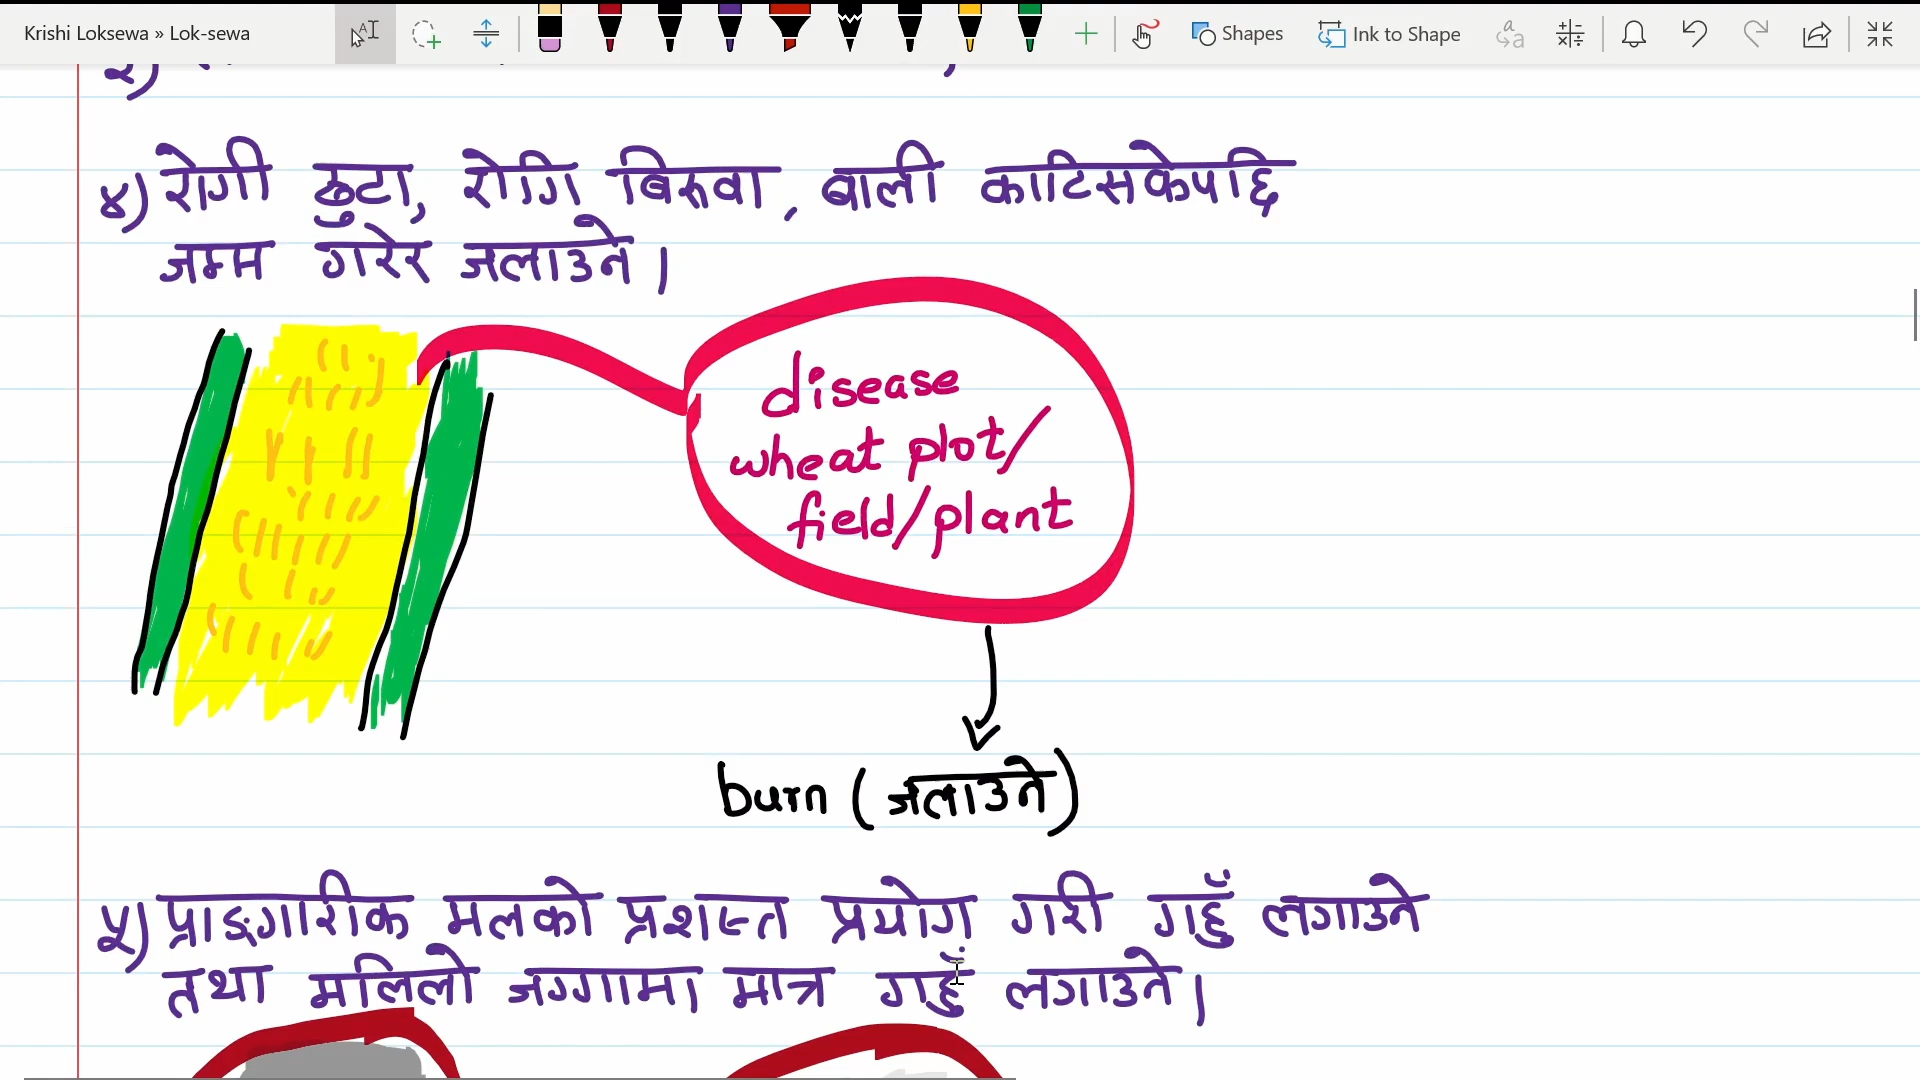 Krishi Loksewa » Lok-sewa
Shapes
Ink to Shape
४) रोगी ठुटा, रोगि बिरुवा, बाली काटिसकेपछि
जम्म गरेर जलाउने।
disease
wheat plot/
field/plant
burn (जलाउने)
५) प्राङ्गारीक मलको प्रशस्त प्रयोग गरी गहुँ लगाउने
तथा मलिलो जग्गामा मात्र गहुँ लगाउने।